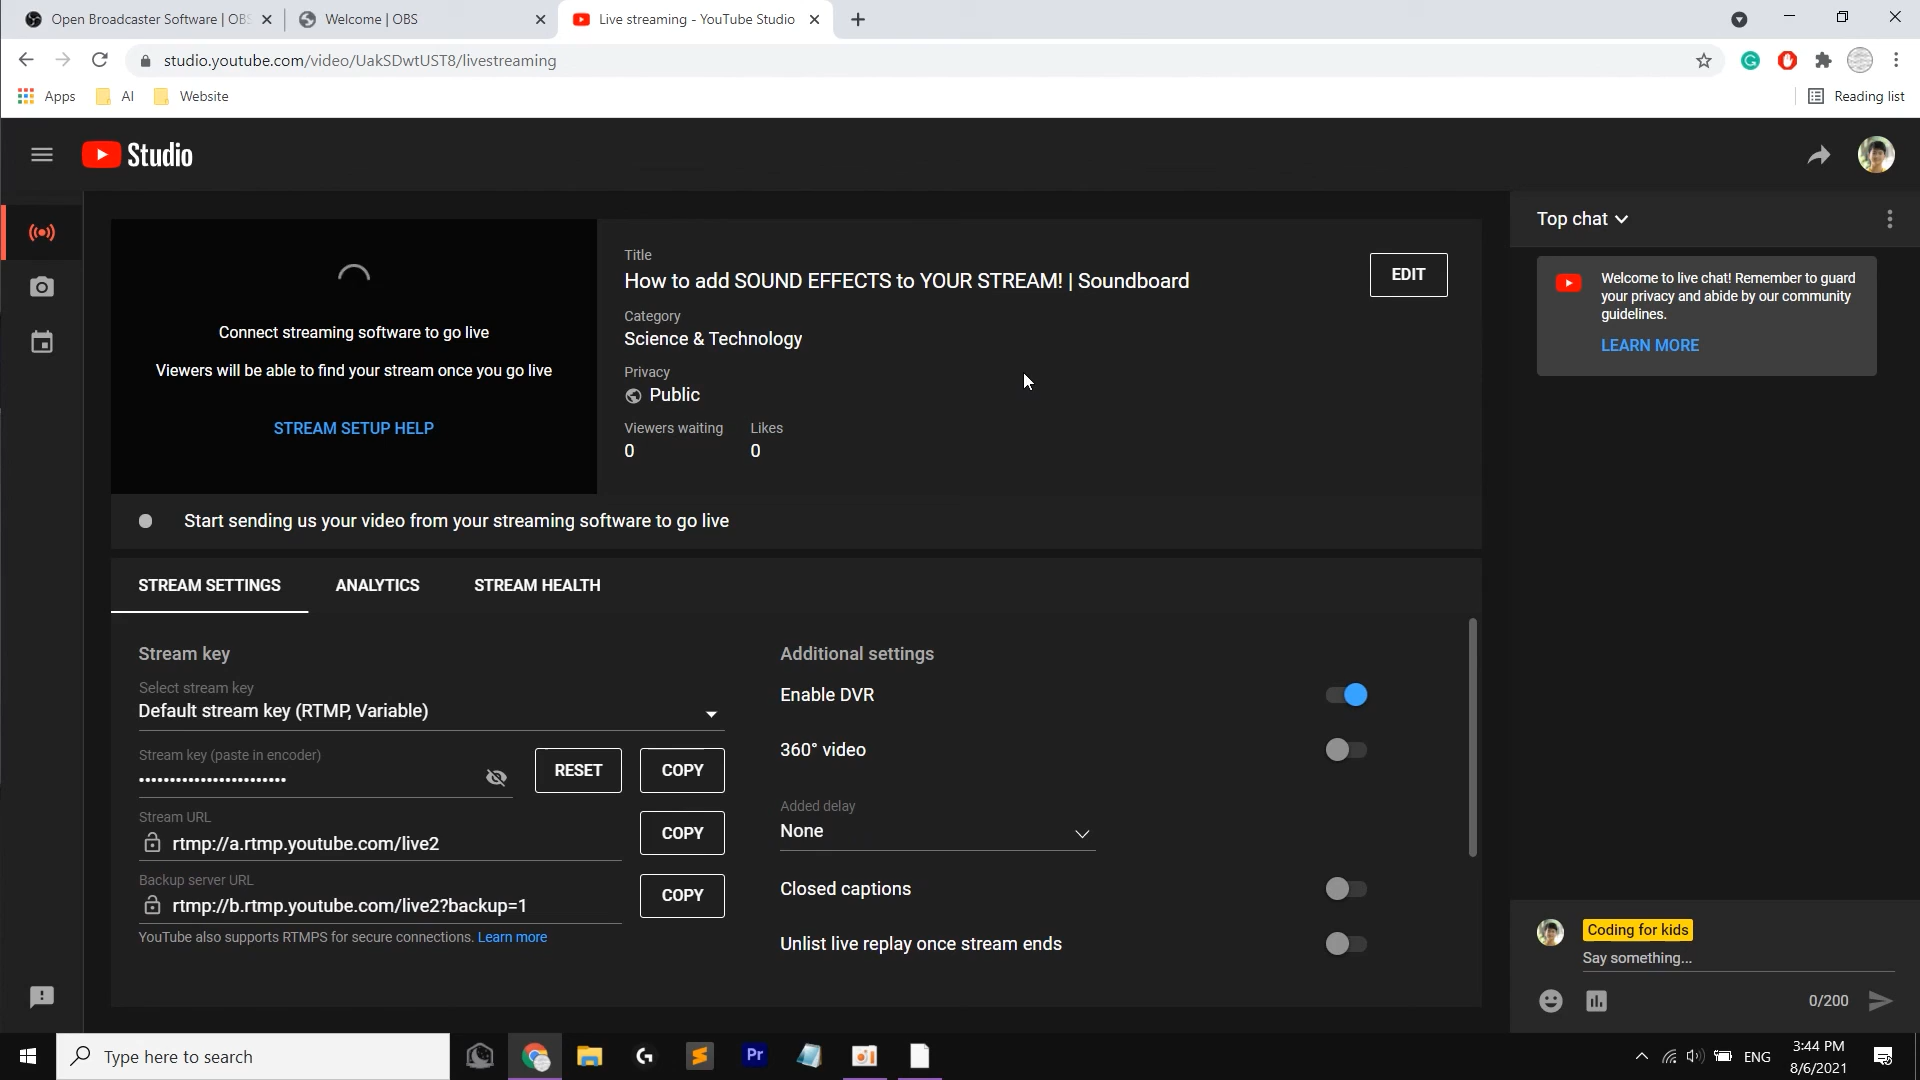 Open Broadcaster Software | OBS
Welcome | OBS
Live streaming - YouTube Studio
studio.youtube.com/video/UakSDwtUST8/livestreaming
Apps
AI
Website
Reading list
Studio
Connect streaming software to go live
Viewers will be able to find your stream once you go live
STREAM SETUP HELP
Title
How to add SOUND EFFECTS to YOUR STREAM! | Soundboard
EDIT
Category
Science & Technology
Privacy
Public
Viewers waiting
Likes
0
0
Start sending us your video from your streaming software to go live
STREAM SETTINGS
ANALYTICS
STREAM HEALTH
Stream key
Select stream key
Default stream key (RTMP, Variable)
Stream key (paste in encoder)
••••••••••••••••••••••••
RESET
COPY
Stream URL
rtmp://a.rtmp.youtube.com/live2
COPY
Backup server URL
rtmp://b.rtmp.youtube.com/live2?backup=1
COPY
YouTube also supports RTMPS for secure connections. Learn more
Additional settings
Enable DVR
360° video
Added delay
None
Closed captions
Unlist live replay once stream ends
Top chat
Welcome to live chat! Remember to guard
your privacy and abide by our community
guidelines.
LEARN MORE
Coding for kids
Say something...
0/200
Type here to search
Pr
ENG
3:44 PM
8/6/2021